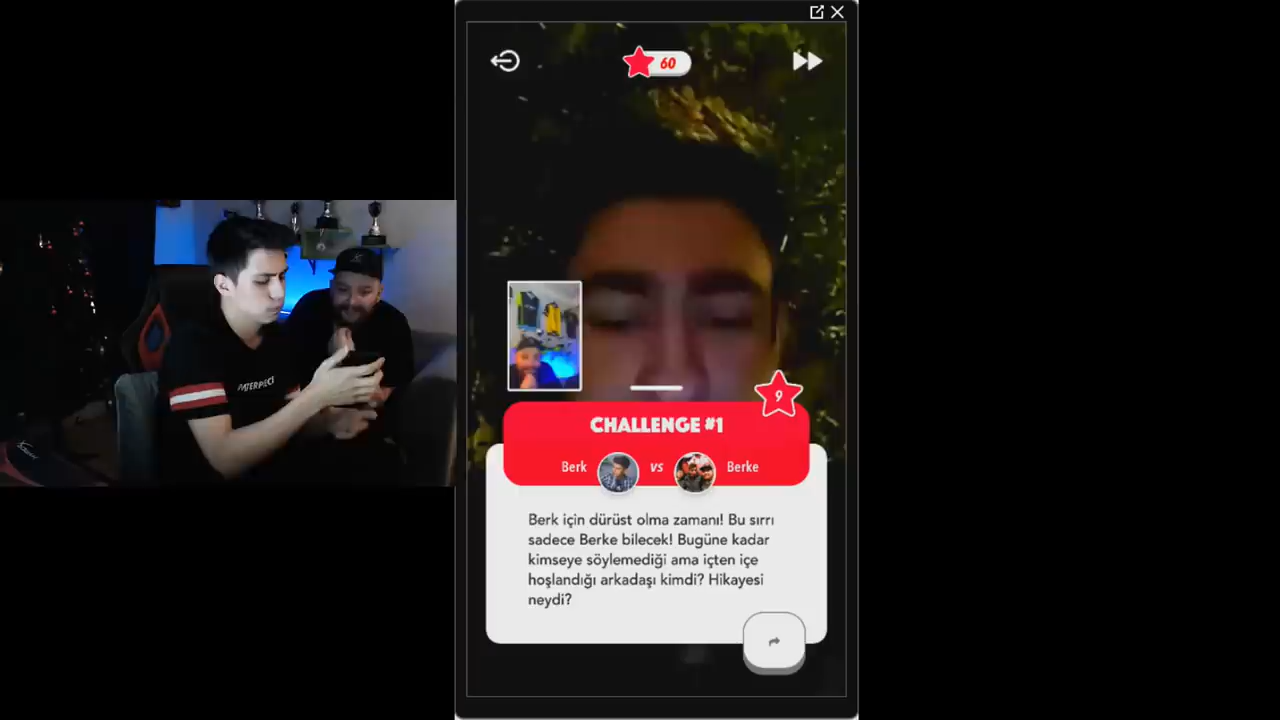 60
9
CHALLENGE #1
Berk vs Berke
Berk için dürüst olma zamanı! Bu sırrı
sadece Berke bilecek! Bugüne kadar
kimseye söylemediği ama içten içe
hoşlandığı arkadaşı kimdi? Hikayesi
neydi?